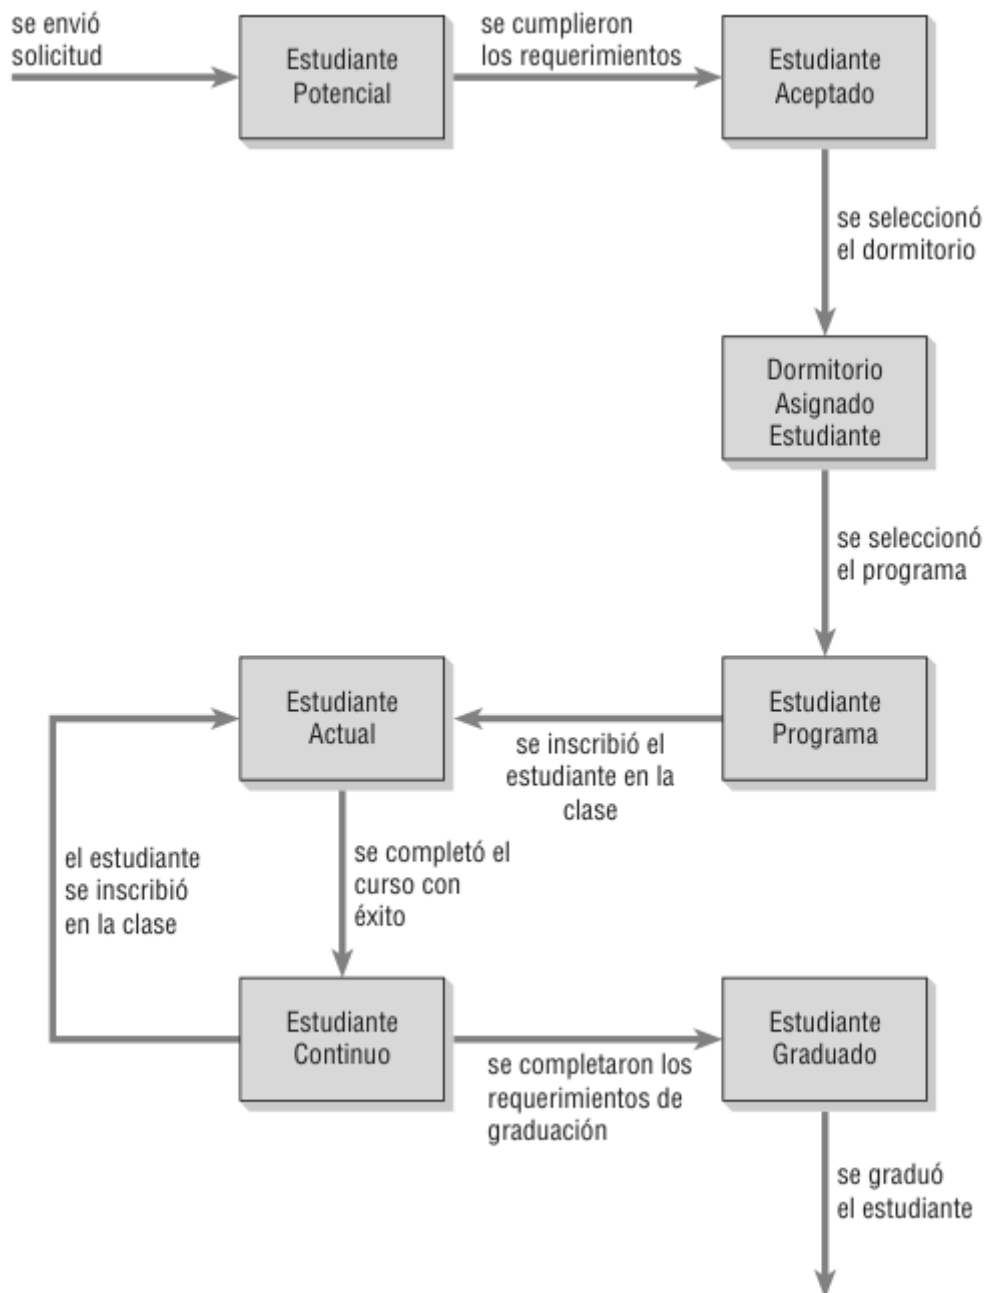 se envió
solicitud
Estudiante
Potencial
se cumplieron
los requerimientos
Estudiante
Aceptado
se seleccionó
el dormitorio
Dormitorio
Asignado
Estudiante
se seleccionó
el programa
Estudiante
Programa
se inscribió el
estudiante en la
clase
Estudiante
Actual
se completó el
curso con
éxito
el estudiante
se inscribió
en la clase
Estudiante
Continuo
se completaron los
requerimientos de
graduación
Estudiante
Graduado
se graduó
el estudiante